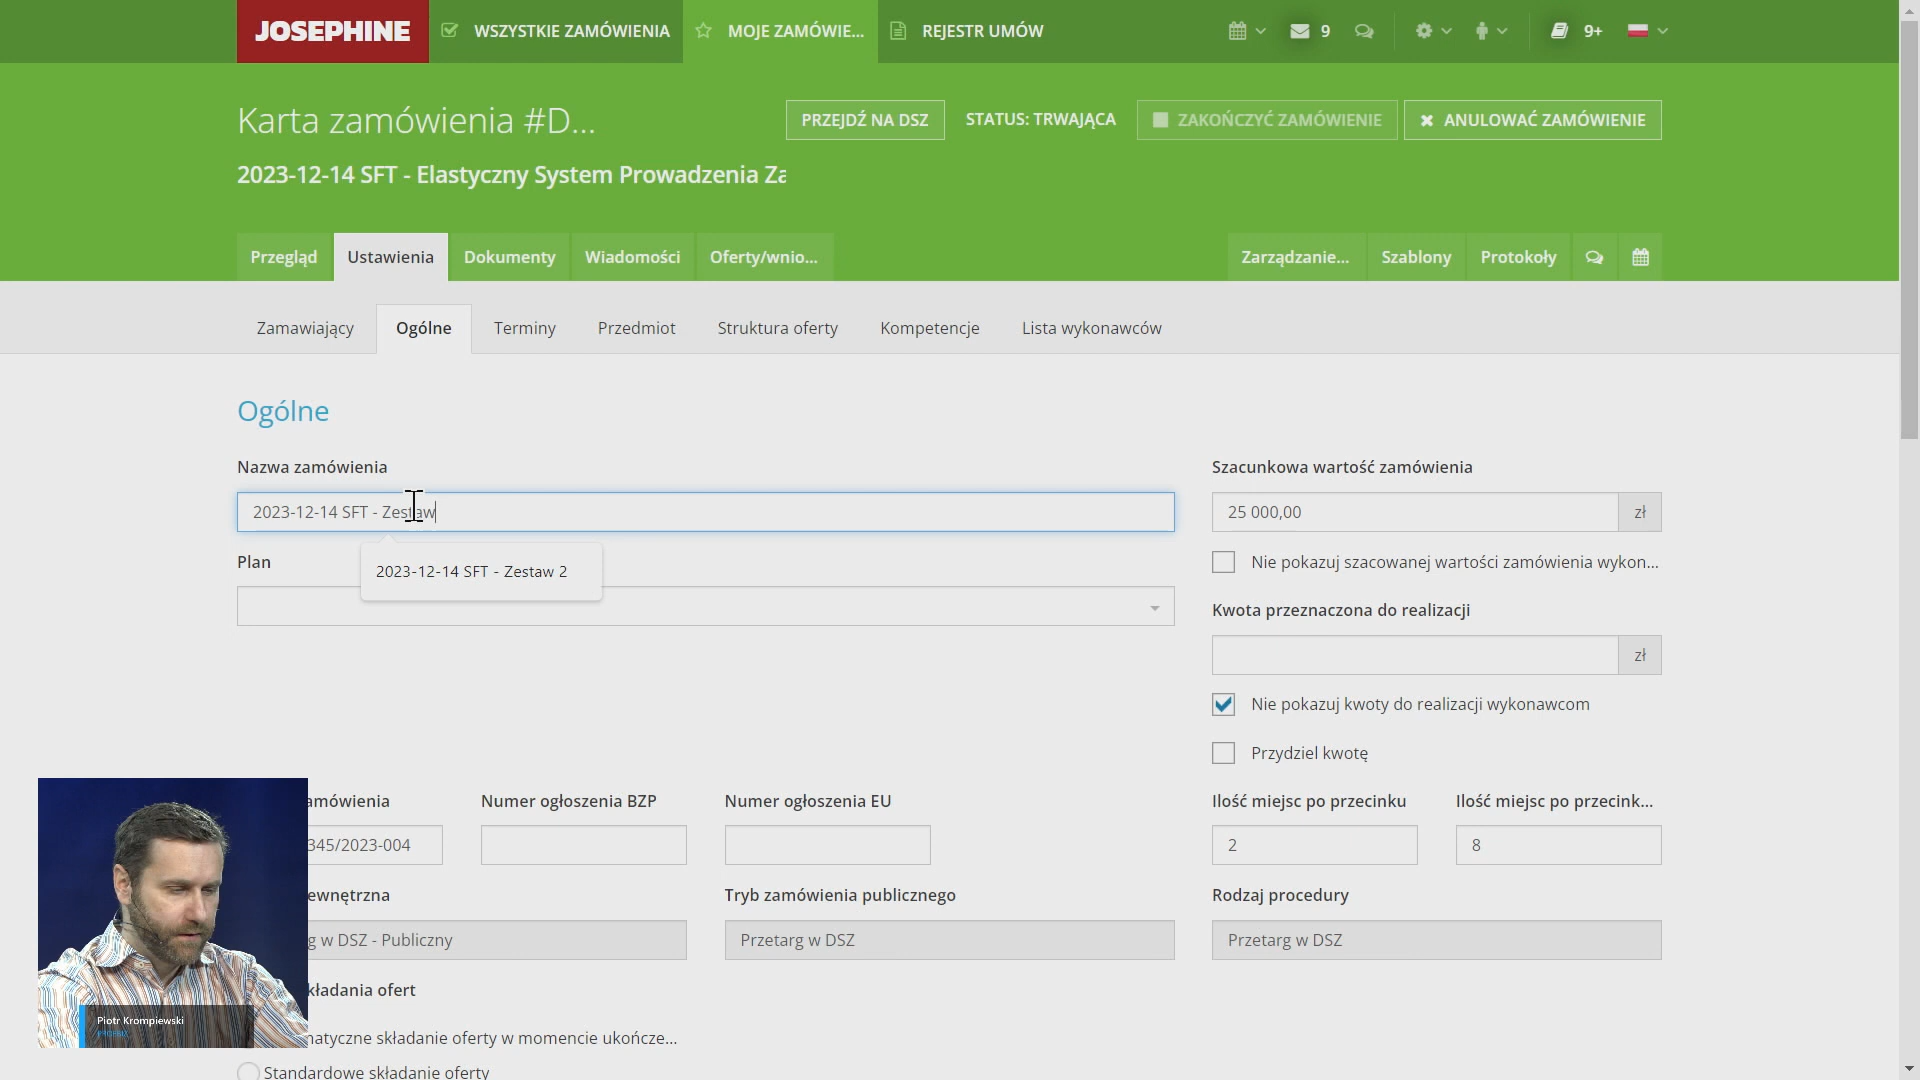 JOSEPHINE
WSZYSTKIE ZAMÓWIENIA
MOJE ZAMÓWIE...
REJESTR UMÓW
9
9+
Karta zamówienia #D...
PRZEJDŹ NA DSZ
STATUS: TRWAJĄCA
ZAKOŃCZYĆ ZAMÓWIENIE
ANULOWAĆ ZAMÓWIENIE
2023-12-14 SFT - Elastyczny System Prowadzenia Za
Przegląd
Ustawienia
Dokumenty
Wiadomości
Oferty/wnio...
Zarządzanie...
Szablony
Protokoły
Zamawiający
Ogólne
Terminy
Przedmiot
Struktura oferty
Kompetencje
Lista wykonawców
Ogólne
Nazwa zamówienia
2023-12-14 SFT - Zestaw
2023-12-14 SFT - Zestaw 2
Plan
Szacunkowa wartość zamówienia
25 000,00
zł
Nie pokazuj szacowanej wartości zamówienia wykon...
Kwota przeznaczona do realizacji
zł
Nie pokazuj kwoty do realizacji wykonawcom
Przydziel kwotę
amówienia
Numer ogłoszenia BZP
Numer ogłoszenia EU
Ilość miejsc po przecinku
Ilość miejsc po przecink...
345/2023-004
2
8
ewnętrzna
Tryb zamówienia publicznego
Rodzaj procedury
g w DSZ - Publiczny
Przetarg w DSZ
Przetarg w DSZ
kładania ofert
matyczne składanie oferty w momencie ukończe...
Standardowe składanie oferty
Piotr Krompiewski